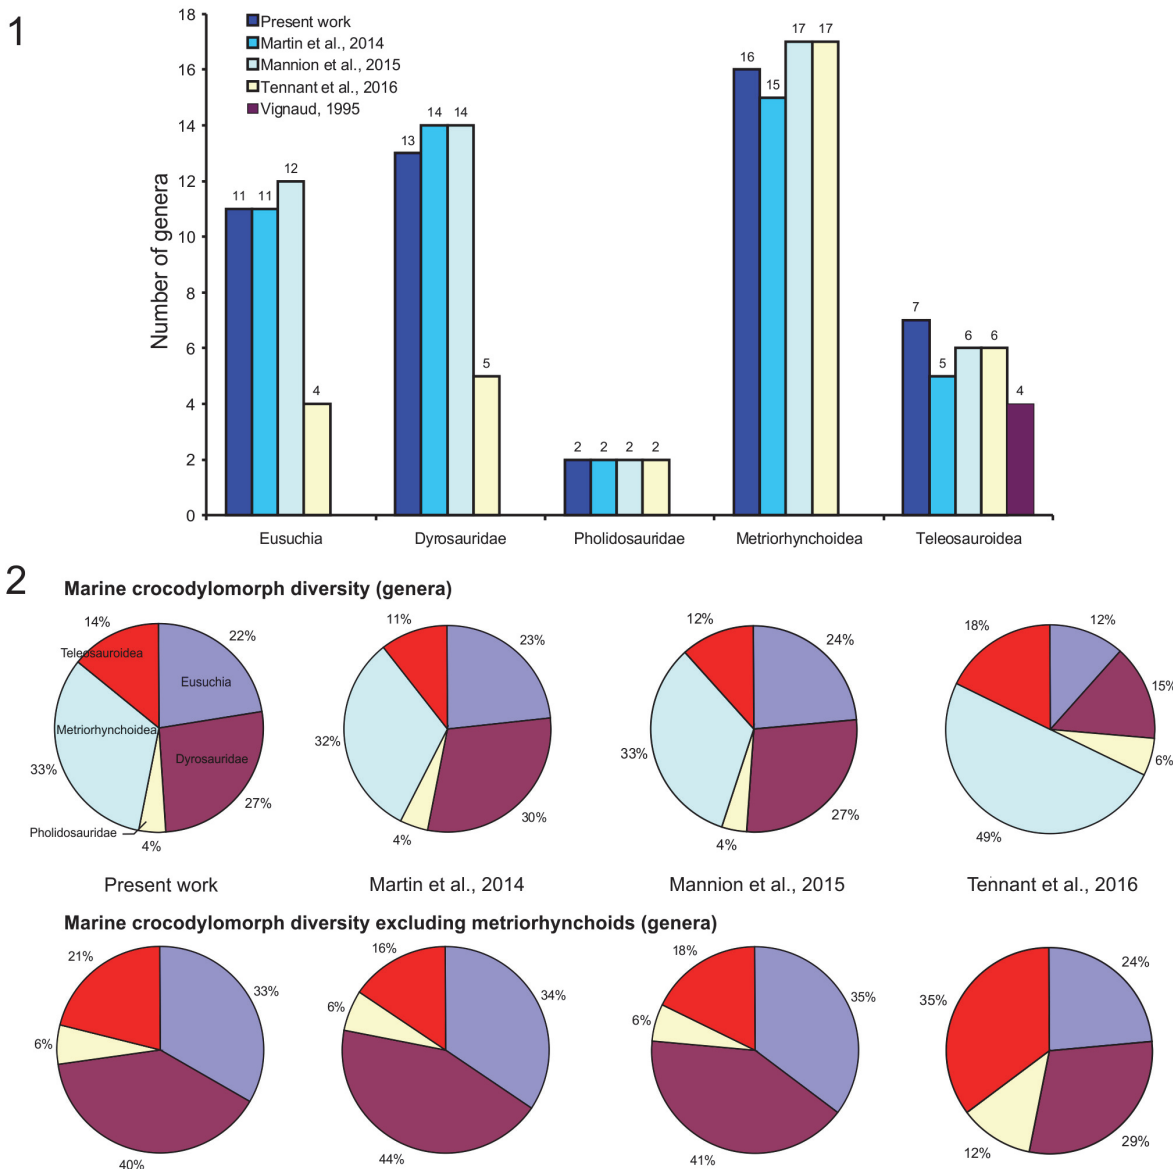 1
18
16
14
12
10
8
6
4
2
0
Number of genera
Present work
Martin et al., 2014
Mannion et al., 2015
Tennant et al., 2016
Vignaud, 1995
11 11 12 4
13 14 14 5
2 2 2 2
16 15 17 17
7 5 6 6 4
Eusuchia Dyrosauridae Pholidosauridae Metriorhynchoidea Teleosauroidea
2
Marine crocodylomorph diversity (genera)
14%
22%
Teleosauroidea
Eusuchia
Metriorhynchoidea
Dyrosauridae
33%
27%
Pholidosauridae
4%
11%
23%
32%
30%
4%
12%
24%
33%
27%
4%
18%
12%
15%
6%
49%
Present work Martin et al., 2014 Mannion et al., 2015 Tennant et al., 2016
Marine crocodylomorph diversity excluding metriorhynchoids (genera)
21%
33%
6%
40%
16%
34%
6%
44%
18%
35%
6%
41%
35%
24%
12%
29%